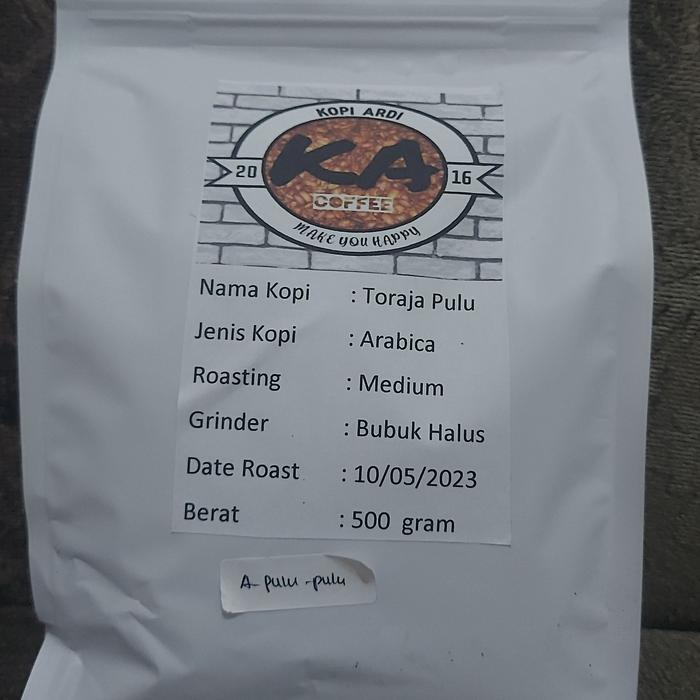 KOPI ARDI
KA
20 16
COFFEE
MAKE YOU HAPPY
Nama Kopi : Toraja Pulu
Jenis Kopi : Arabica
Roasting : Medium
Grinder : Bubuk Halus
Date Roast : 10/05/2023
Berat : 500 gram
A- pulu -pulu